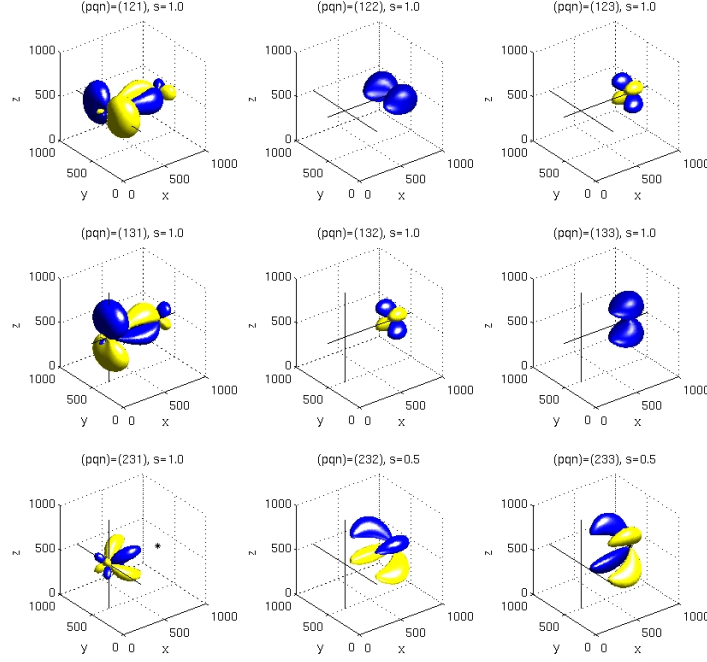 (pqn)=(121), s=1.0 (pqn)=(122), s=1.0 (pqn)=(123), s=1.0
1000 1000 1000
z 500 z 500 z 500
0 0 0
1000 1000 1000 1000 1000 1000
500 500 500 500 500 500
y 0 0 x y 0 0 x y 0 0 x
(pqn)=(131), s=1.0 (pqn)=(132), s=1.0 (pqn)=(133), s=1.0
1000 1000 1000
z 500 z 500 z 500
0 0 0
1000 1000 1000 1000 1000 1000
500 500 500 500 500 500
y 0 0 x y 0 0 x y 0 0 x
(pqn)=(231), s=1.0 (pqn)=(232), s=0.5 (pqn)=(233), s=0.5
1000 1000 1000
z 500 z 500 z 500
0 0 0
1000 1000 1000 1000 1000 1000
500 500 500 500 500 500
y 0 0 x y 0 0 x y 0 0 x